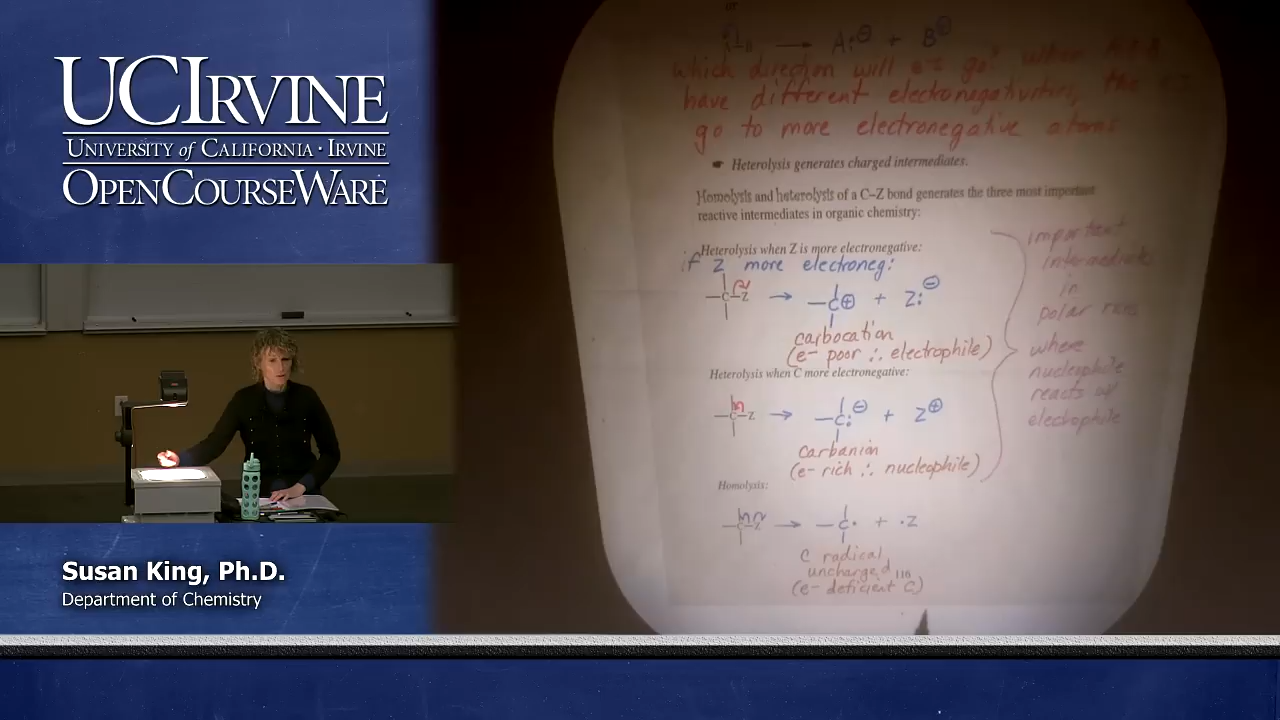 UCIRVINE
UNIVERSITY of CALIFORNIA · IRVINE
OPENCOURSEWARE
Susan King, Ph.D.
Department of Chemistry
or
A–B → A:⊖ + B⊕
which direction will e– go? When A + B
have different electronegativities, the e–
go to more electronegative atoms
☛ Heterolysis generates charged intermediates.
Homolysis and heterolysis of a C–Z bond generates the three most important
reactive intermediates in organic chemistry:
Heterolysis when Z is more electronegative:
if Z more electroneg:
–C–Z → –C⊕ + Z:⊖
carbocation
(e– poor ∴ electrophile)
Heterolysis when C more electronegative:
–C–Z → –C:⊖ + Z⊕
carbanion
(e– rich ∴ nucleophile)
Homolysis:
–C–Z → –C· + ·Z
C radical
uncharged
116
(e– deficient C)
important
intermediate
in
polar rxns
where
nucleophile
reacts w/
electrophile